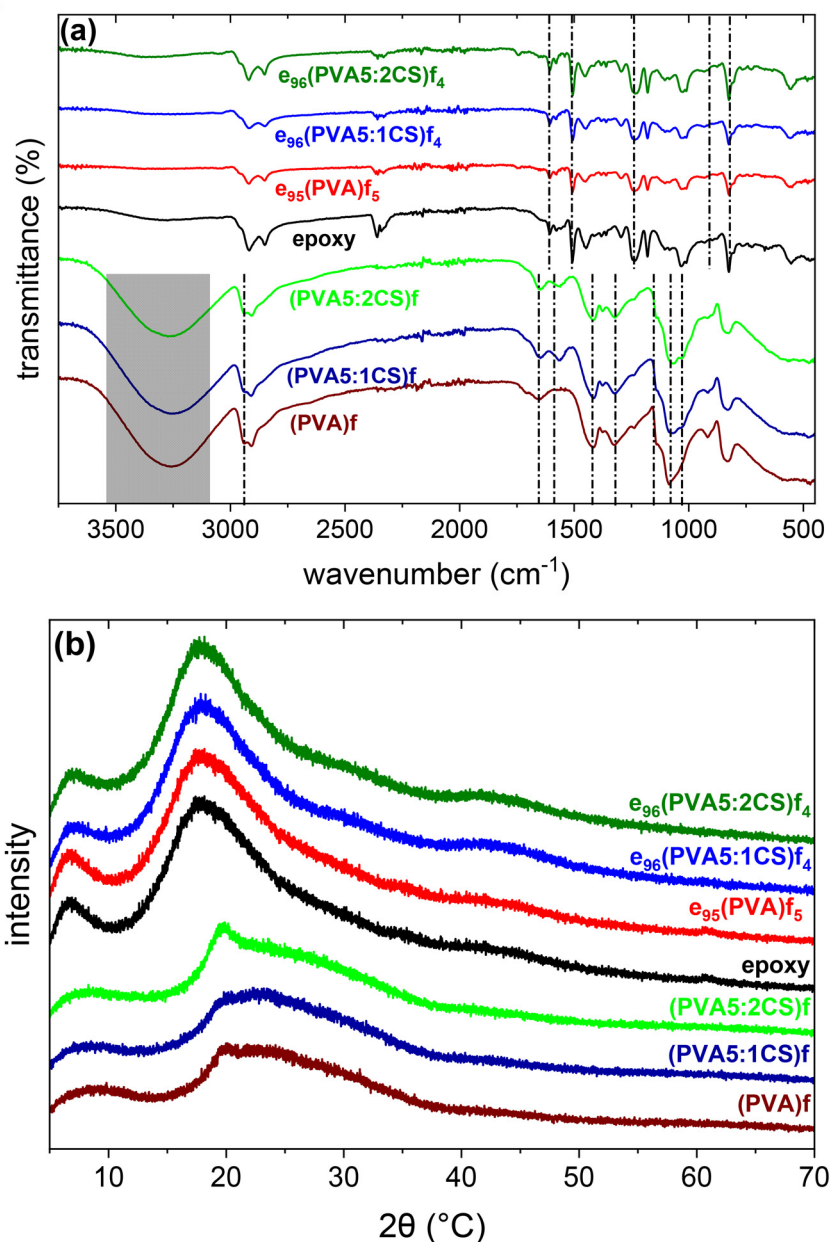 (a)
e96(PVA5:2CS)f4
e96(PVA5:1CS)f4
e95(PVA)f5
epoxy
(PVA5:2CS)f
(PVA5:1CS)f
(PVA)f
transmittance (%)
3500 3000 2500 2000 1500 1000 500
wavenumber (cm-1)
(b)
e96(PVA5:2CS)f4
e96(PVA5:1CS)f4
e95(PVA)f5
epoxy
(PVA5:2CS)f
(PVA5:1CS)f
(PVA)f
intensity
10 20 30 40 50 60 70
2θ (°C)